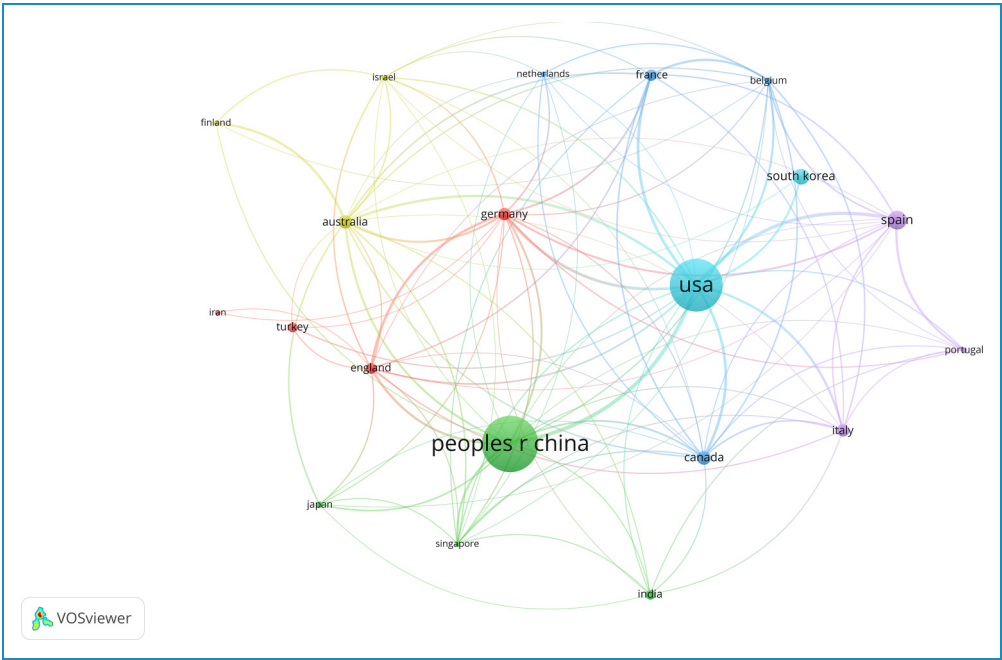 netherlands
france
israel
belgium
finland
south korea
australia
germany
spain
usa
iran
turkey
portugal
england
italy
peoples r china
canada
japan
singapore
india
VOSviewer